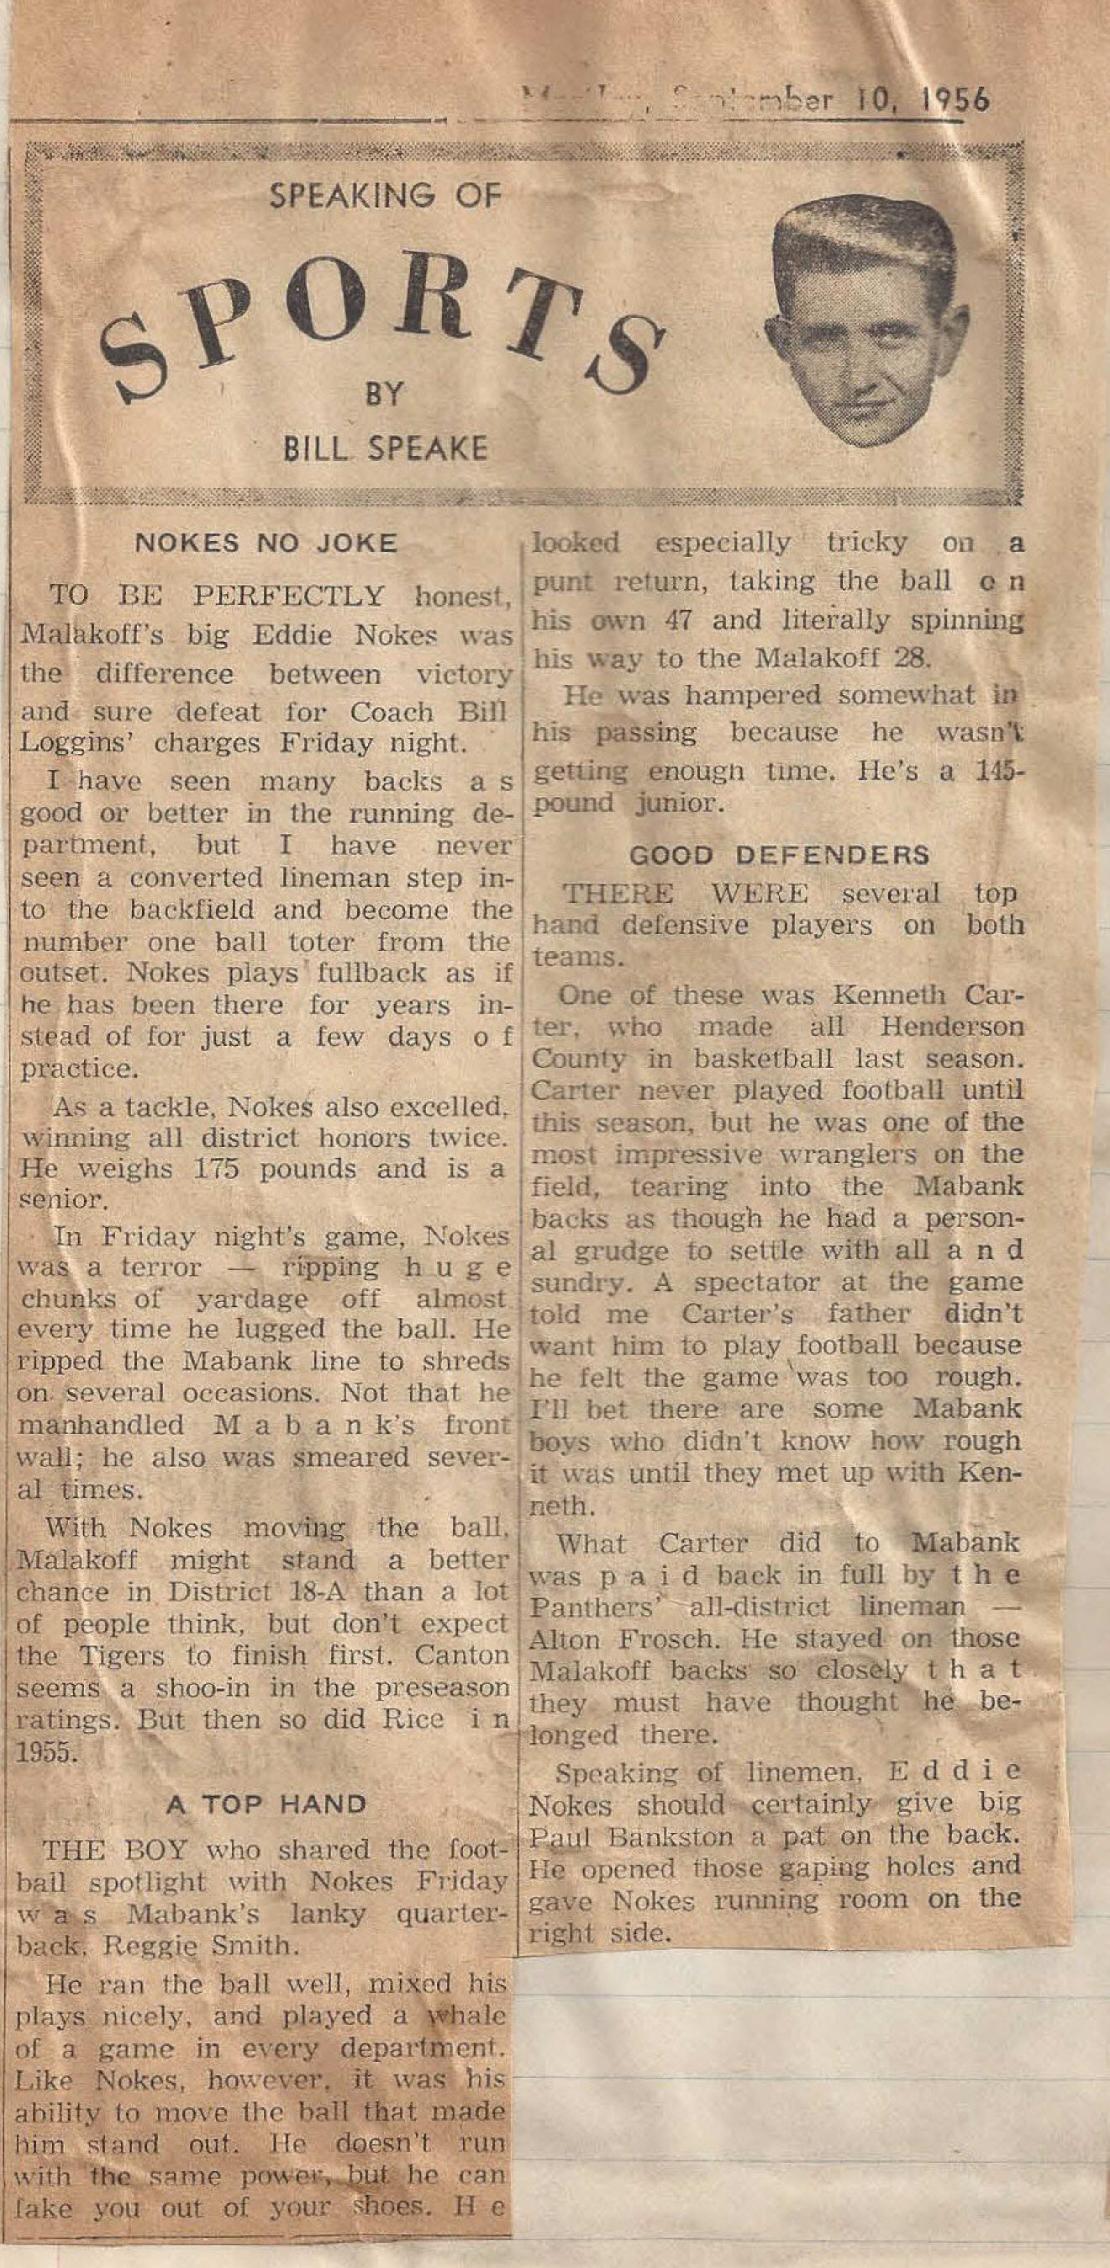 September 10, 1956
SPEAKING OF
SPORTS
BY
BILL SPEAKE
NOKES NO JOKE
TO BE PERFECTLY honest,
Malakoff's big Eddie Nokes was
the difference between victory
and sure defeat for Coach Bill
Loggins' charges Friday night.
I have seen many backs a s
good or better in the running de-
partment, but I have never
seen a converted lineman step in-
to the backfield and become the
number one ball toter from the
outset. Nokes plays fullback as if
he has been there for years in-
stead of for just a few days o f
practice.
As a tackle, Nokes also excelled,
winning all district honors twice.
He weighs 175 pounds and is a
senior.
In Friday night's game, Nokes
was a terror — ripping h u g e
chunks of yardage off almost
every time he lugged the ball. He
ripped the Mabank line to shreds
on several occasions. Not that he
manhandled M a b a n k's front
wall; he also was smeared sever-
al times.
With Nokes moving the ball,
Malakoff might stand a better
chance in District 18-A than a lot
of people think, but don't expect
the Tigers to finish first. Canton
seems a shoo-in in the preseason
ratings. But then so did Rice i n
1955.
A TOP HAND
THE BOY who shared the foot-
ball spotlight with Nokes Friday
w a s Mabank's lanky quarter-
back, Reggie Smith.
He ran the ball well, mixed his
plays nicely, and played a whale
of a game in every department.
Like Nokes, however, it was his
ability to move the ball that made
him stand out. He doesn't run
with the same power, but he can
fake you out of your shoes. H e
looked especially tricky on a
punt return, taking the ball o n
his own 47 and literally spinning
his way to the Malakoff 28.
He was hampered somewhat in
his passing because he wasn't
getting enough time. He's a 145-
pound junior.
GOOD DEFENDERS
THERE WERE several top
hand defensive players on both
teams.
One of these was Kenneth Car-
ter, who made all Henderson
County in basketball last season.
Carter never played football until
this season, but he was one of the
most impressive wranglers on the
field, tearing into the Mabank
backs as though he had a person-
al grudge to settle with all a n d
sundry. A spectator at the game
told me Carter's father didn't
want him to play football because
he felt the game was too rough.
I'll bet there are some Mabank
boys who didn't know how rough
it was until they met up with Ken-
neth.
What Carter did to Mabank
was p a i d back in full by t h e
Panthers' all-district lineman —
Alton Frosch. He stayed on those
Malakoff backs so closely t h a t
they must have thought he be-
longed there.
Speaking of linemen, E d d i e
Nokes should certainly give big
Paul Bankston a pat on the back.
He opened those gaping holes and
gave Nokes running room on the
right side.